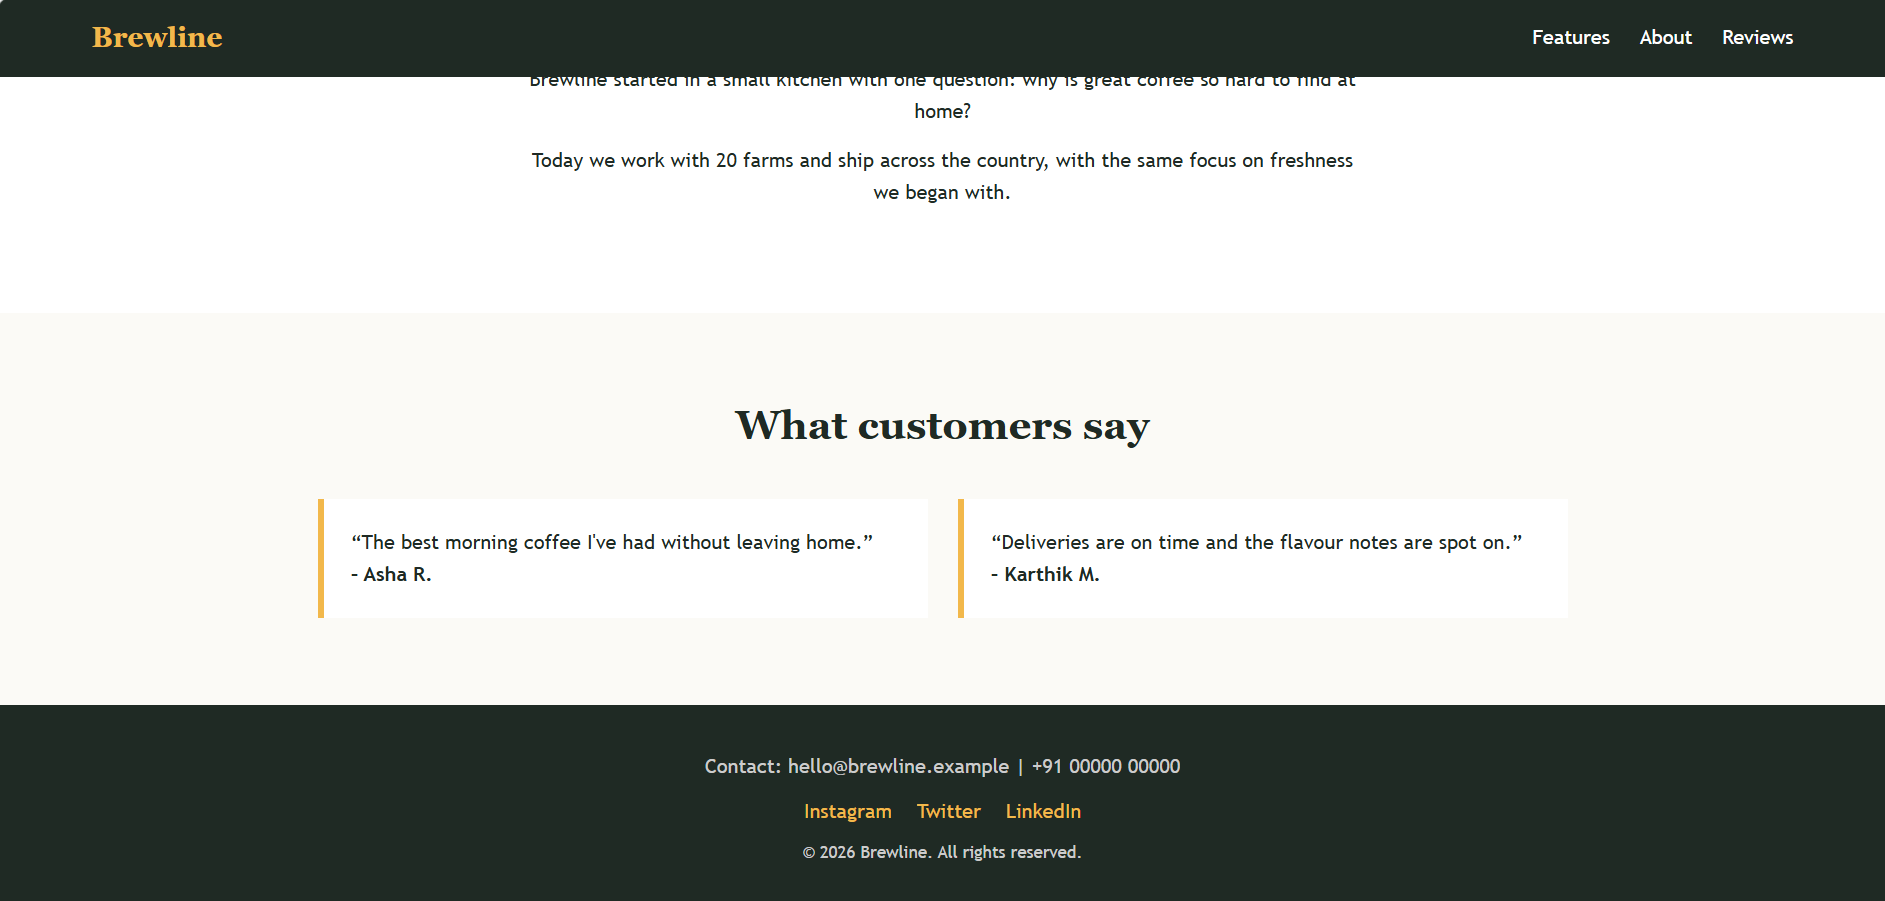 Brewline
Features About Reviews
Brewline started in a small kitchen with one question: why is great coffee so hard to find at
home?
Today we work with 20 farms and ship across the country, with the same focus on freshness
we began with.
What customers say
“The best morning coffee I've had without leaving home.”
- Asha R.
“Deliveries are on time and the flavour notes are spot on.”
- Karthik M.
Contact: hello@brewline.example | +91 00000 00000
Instagram Twitter LinkedIn
© 2026 Brewline. All rights reserved.